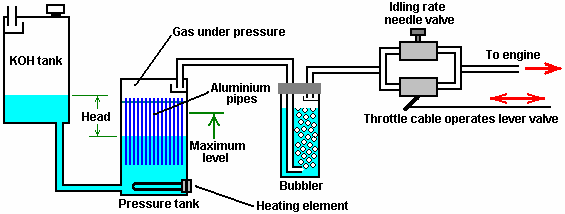 Idling rate
needle valve
Gas under pressure
KOH tank
To engine
Aluminium
pipes
Head
Throttle cable operates lever valve
Maximum
level
Bubbler
Pressure tank
Heating element